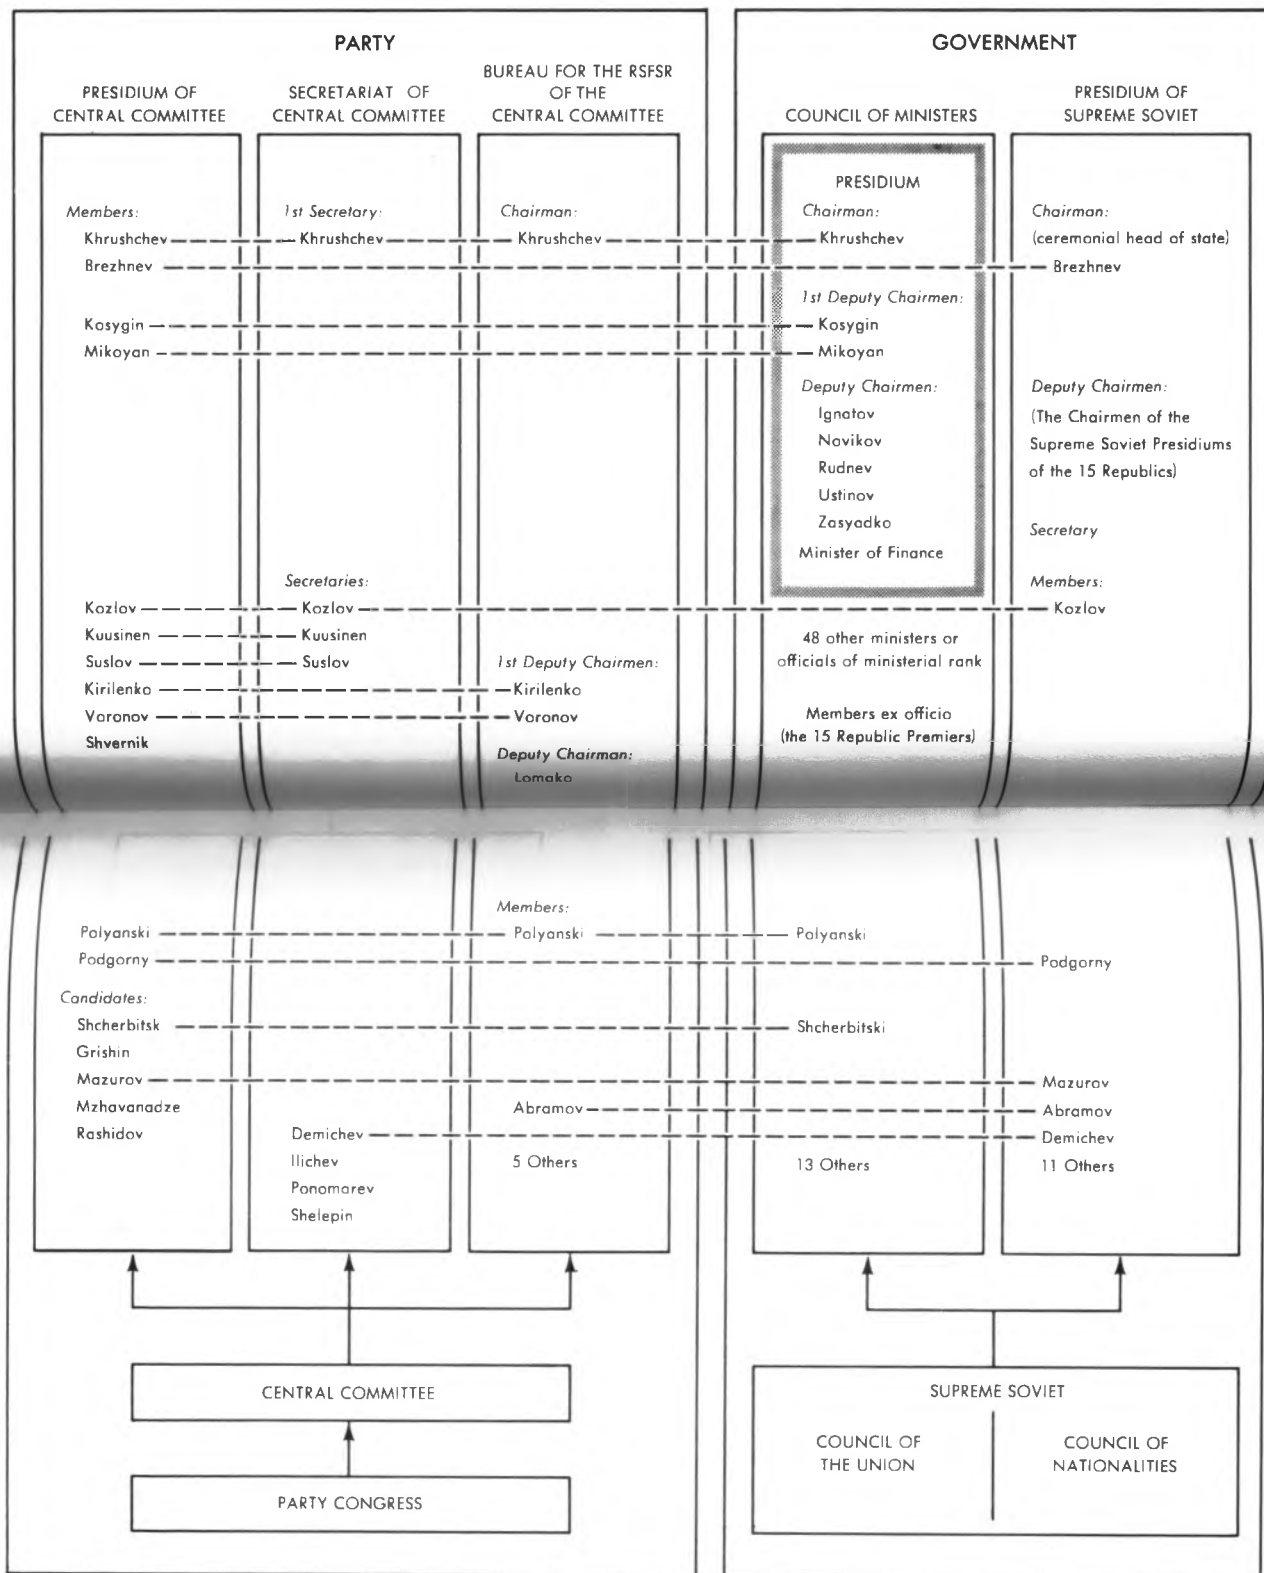 PARTY
PRESIDIUM OF
CENTRAL COMMITTEE
SECRETARIAT OF
CENTRAL COMMITTEE
BUREAU FOR THE RSFSR
OF THE
CENTRAL COMMITTEE
Members:
Khrushchev
Brezhnev
Kosygin
Mikoyan
Kozlov
Kuusinen
Suslov
Kirilenko
Voronov
Shvernik
Polyanski
Podgorny
Candidates:
Shcherbitsk
Grishin
Mazurov
Mzhavanadze
Rashidov
1st Secretary:
Khrushchev
Secretaries:
Kozlov
Kuusinen
Suslov
Demichev
Ilichev
Ponomarev
Shelepin
Chairman:
Khrushchev
1st Deputy Chairmen:
Kirilenko
Voronov
Deputy Chairman:
Lomako
Members:
Polyanski
Abramov
5 Others
CENTRAL COMMITTEE
PARTY CONGRESS
GOVERNMENT
COUNCIL OF MINISTERS
PRESIDIUM OF
SUPREME SOVIET
PRESIDIUM
Chairman:
Khrushchev
1st Deputy Chairmen:
Kosygin
Mikoyan
Deputy Chairmen:
Ignatov
Novikov
Rudnev
Ustinov
Zasyadko
Minister of Finance
48 other ministers or
officials of ministerial rank
Members ex officio
(the 15 Republic Premiers)
Polyanski
Shcherbitski
13 Others
Chairman:
(ceremonial head of state)
Brezhnev
Deputy Chairmen:
(The Chairmen of the
Supreme Soviet Presidiums
of the 15 Republics)
Secretary
Members:
Kozlov
Podgorny
Mazurov
Abramov
Demichev
11 Others
SUPREME SOVIET
COUNCIL OF
THE UNION
COUNCIL OF
NATIONALITIES